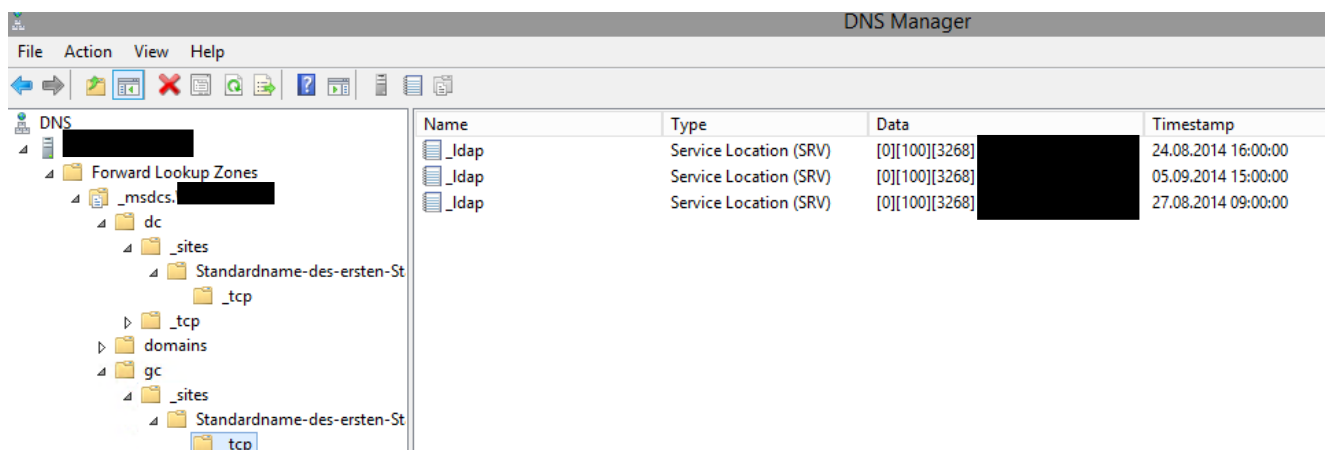 DNS Manager
File Action View Help
DNS
Forward Lookup Zones
_msdcs.
dc
_sites
Standardname-des-ersten-St
_tcp
_tcp
domains
gc
_sites
Standardname-des-ersten-St
_tcp
Name Type Data Timestamp
_ldap Service Location (SRV) [0][100][3268] 24.08.2014 16:00:00
_ldap Service Location (SRV) [0][100][3268] 05.09.2014 15:00:00
_ldap Service Location (SRV) [0][100][3268] 27.08.2014 09:00:00